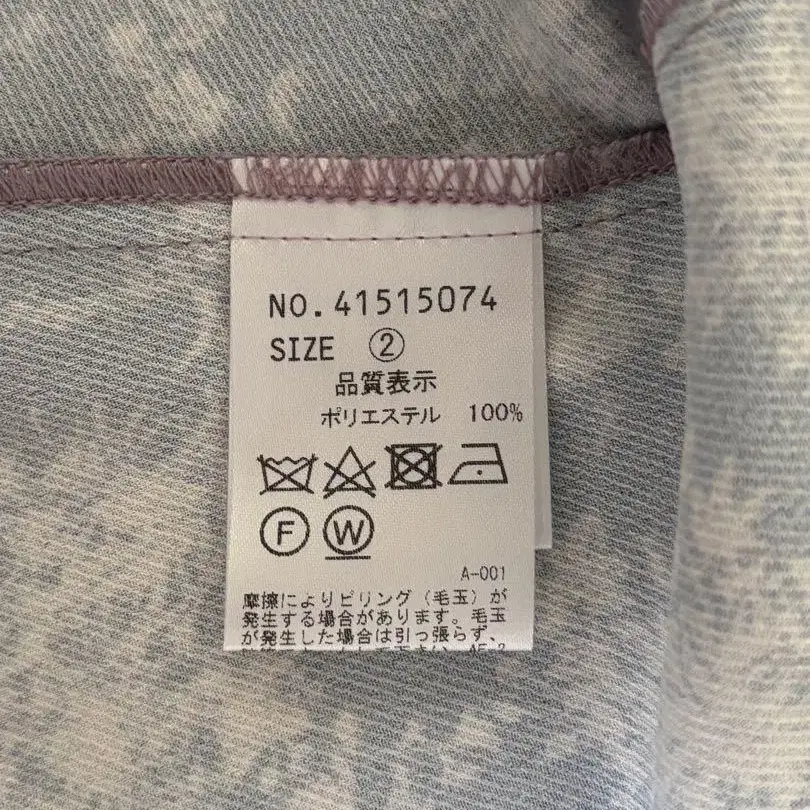 NO. 41515074
SIZE ②
品質表示
ポリエステル 100%
F W
A-001
摩擦によりピリング（毛玉）が
発生する場合があります。毛玉
が発生した場合は引っ張らず、